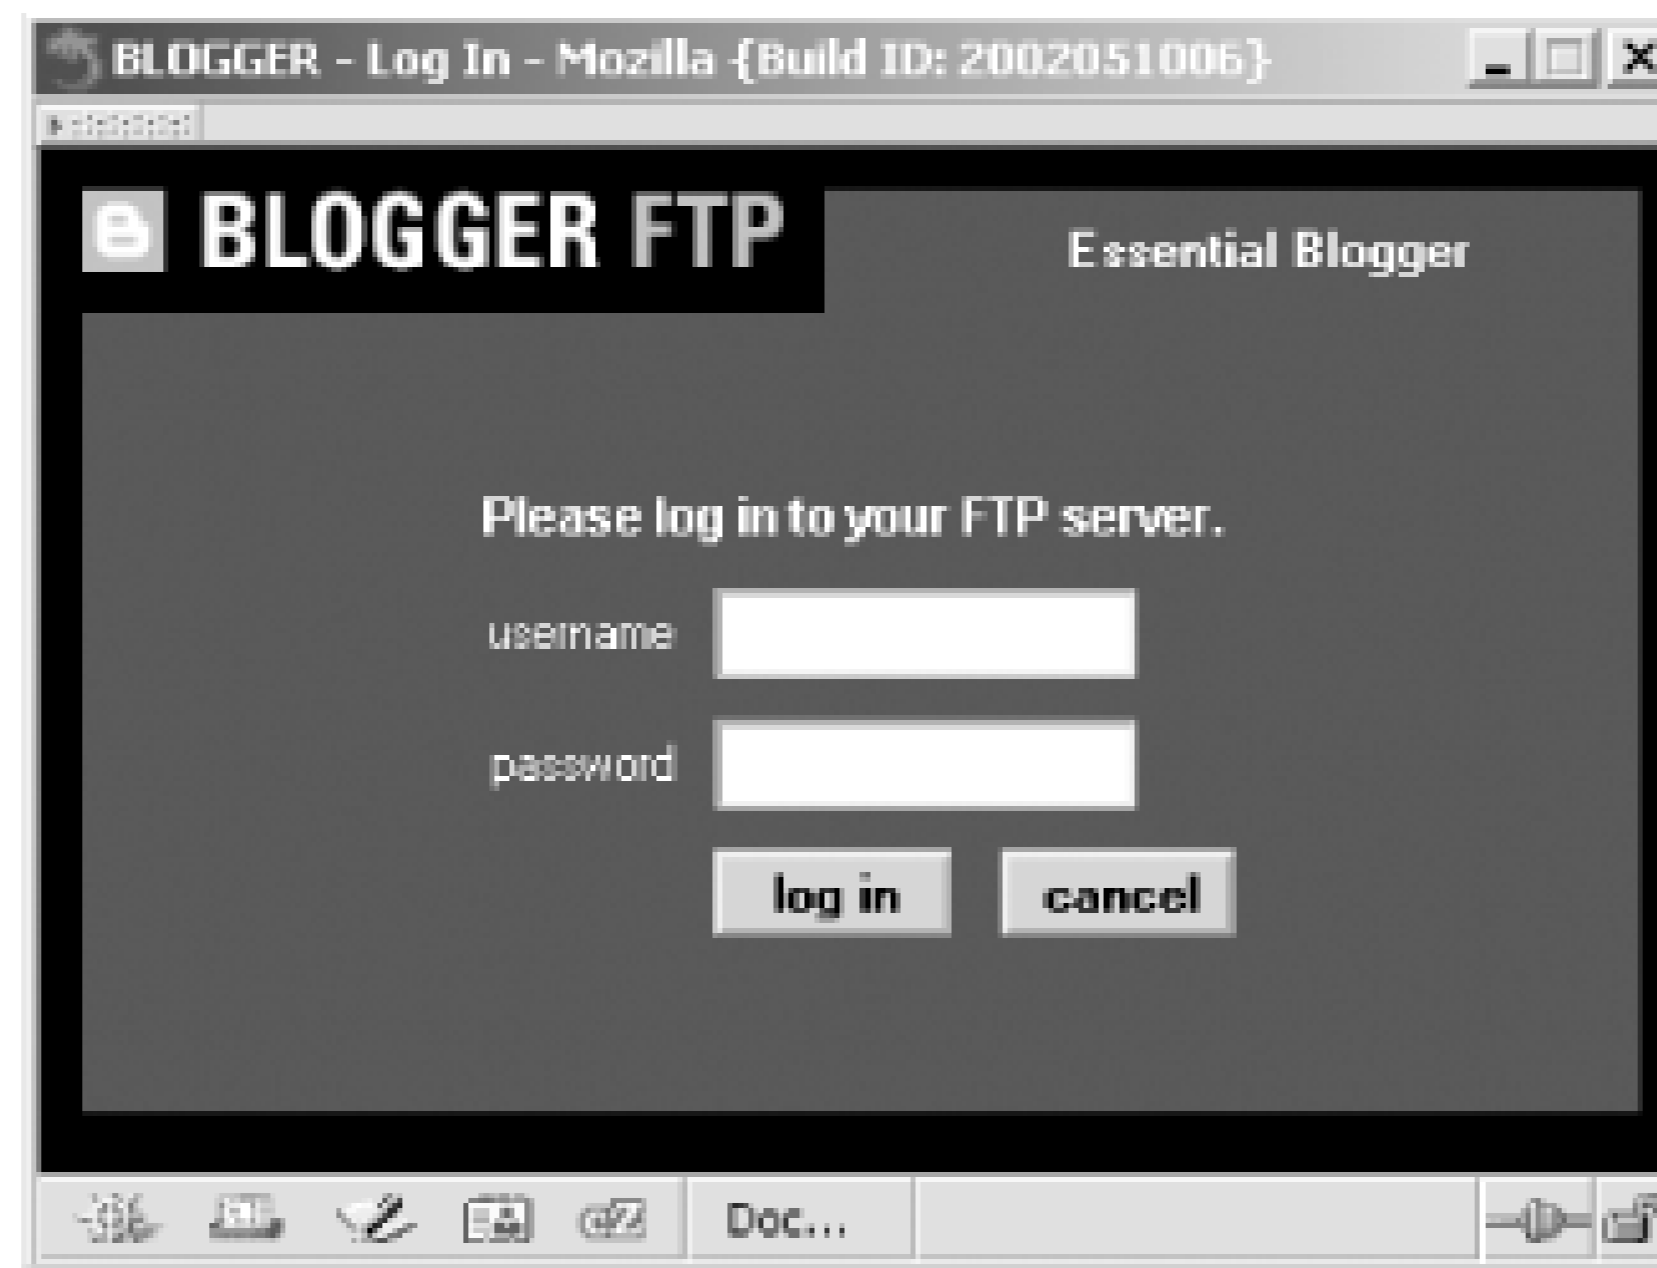 BLOGGER - Log In - Mozilla {Build ID: 2002051006}
BLOGGER FTP
Essential Blogger
Please log in to your FTP server.
username
password
log in cancel
Doc...